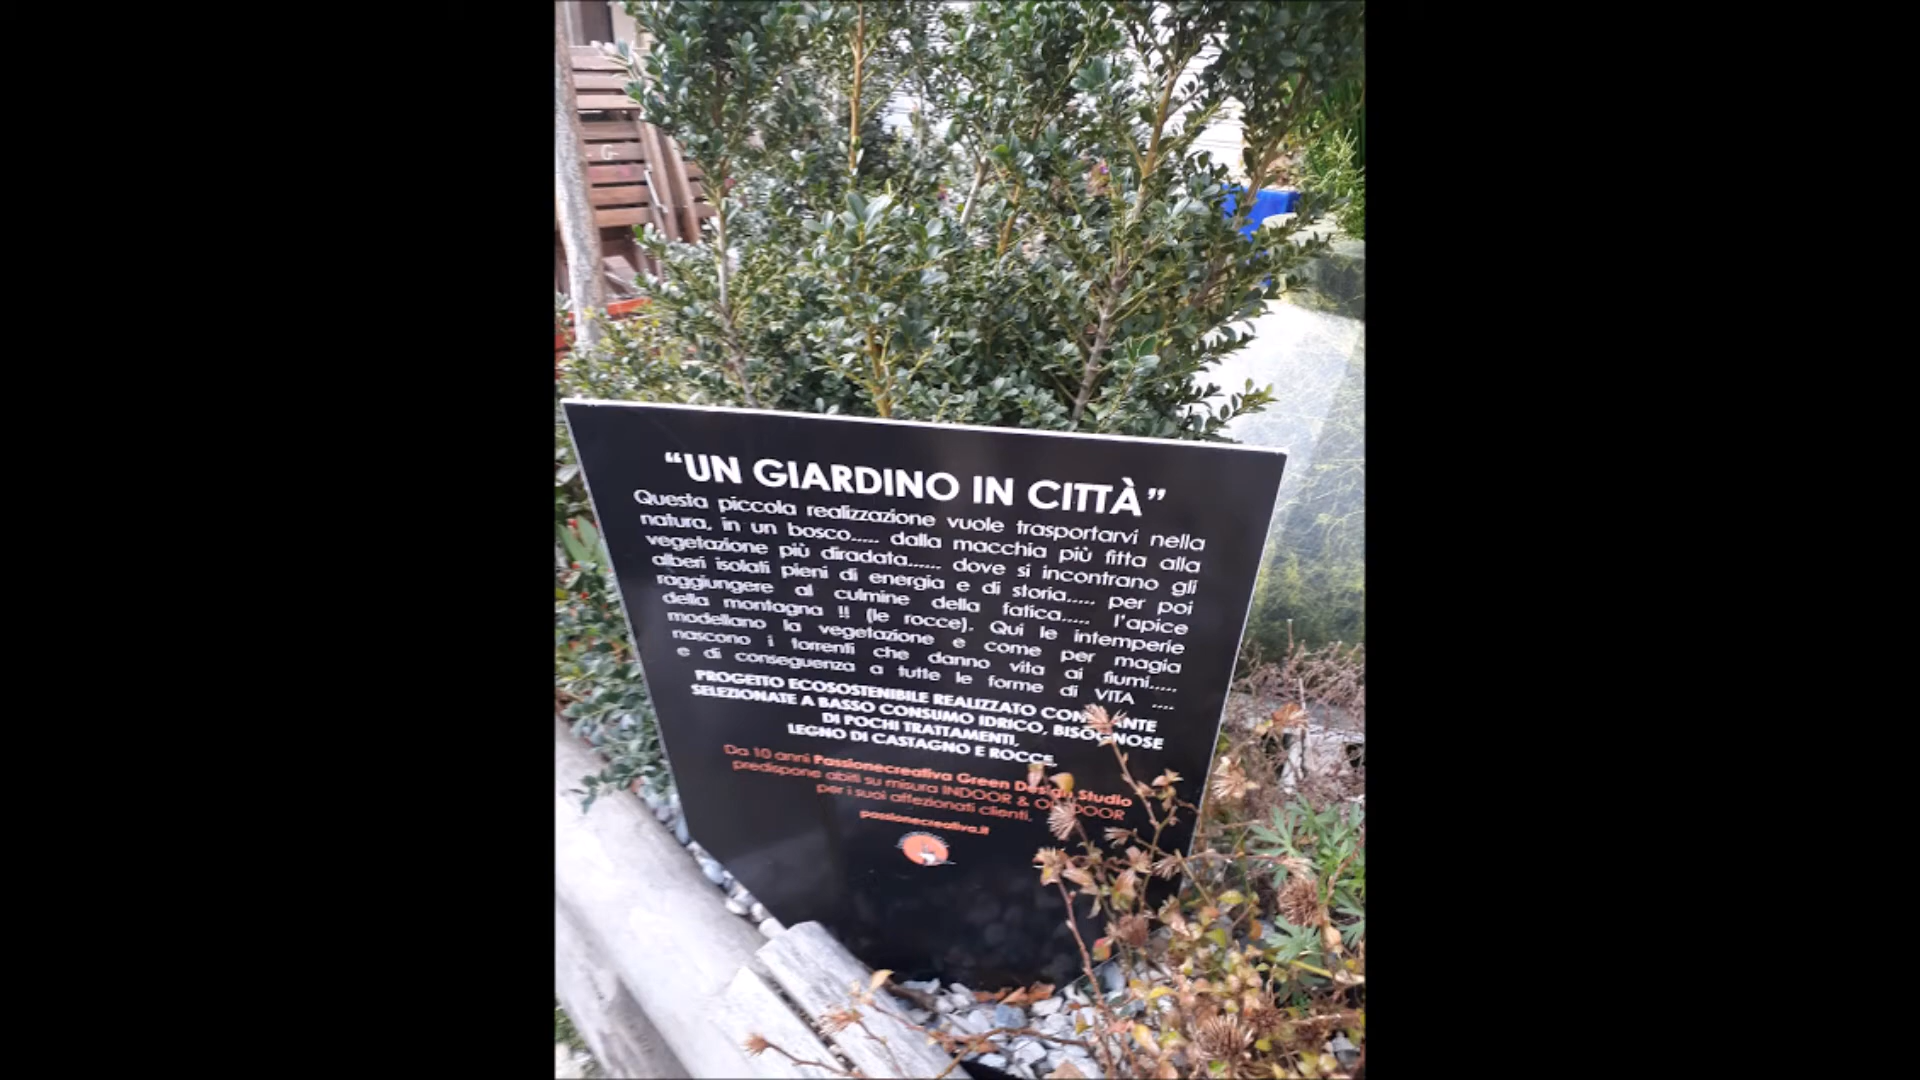 “UN GIARDINO IN CITTÀ”
Questa piccola realizzazione vuole trasportarvi nella
natura, in un bosco..... dalla macchia più fitta alla
vegetazione più diradata...... dove si incontrano gli
alberi isolati pieni di energia e di storia..... per poi
raggiungere al culmine della fatica..... l’apice
della montagna !! (le rocce). Qui le intemperie
modellano la vegetazione e come per magia
nascono i torrenti che danno vita ai fiumi.....
e di conseguenza a tutte le forme di VITA ....
PROGETTO ECOSOSTENIBILE REALIZZATO CON
SELEZIONATE A BASSO CONSUMO IDRICO, BISOGNOSE
DI POCHI TRATTAMENTI,
LEGNO DI CASTAGNO E ROCCE.
Da 10 anni Passionecreativa Green Design Studio
predispone abiti su misura INDOOR & OUTDOOR
per i suoi affezionati clienti.
passionecreativa.it